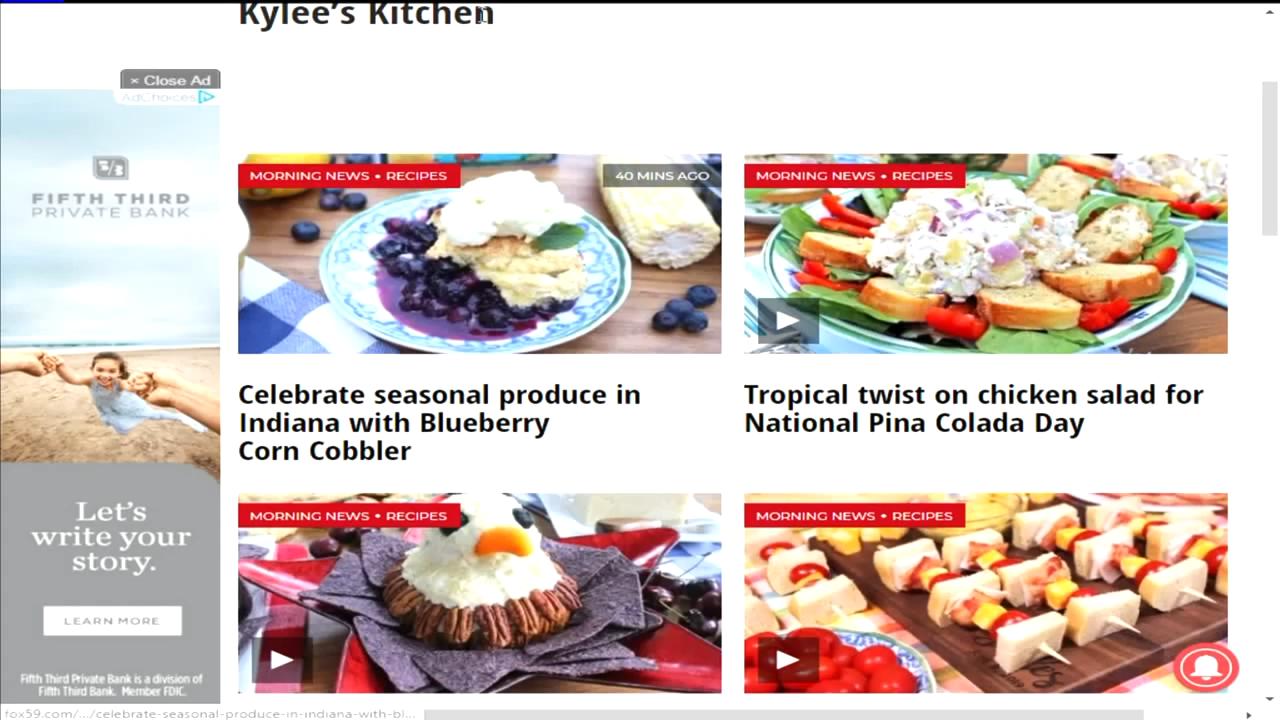 Kylee's Kitchen
× Close Ad
AdChoices
FIFTH THIRD
PRIVATE BANK
Let's
write your
story.
LEARN MORE
Fifth Third Private Bank is a division of
Fifth Third Bank. Member FDIC.
MORNING NEWS • RECIPES
40 MINS AGO
Celebrate seasonal produce in
Indiana with Blueberry
Corn Cobbler
MORNING NEWS • RECIPES
Tropical twist on chicken salad for
National Pina Colada Day
MORNING NEWS • RECIPES
MORNING NEWS • RECIPES
fox59.com/.../celebrate-seasonal-produce-in-indiana-with-bl...